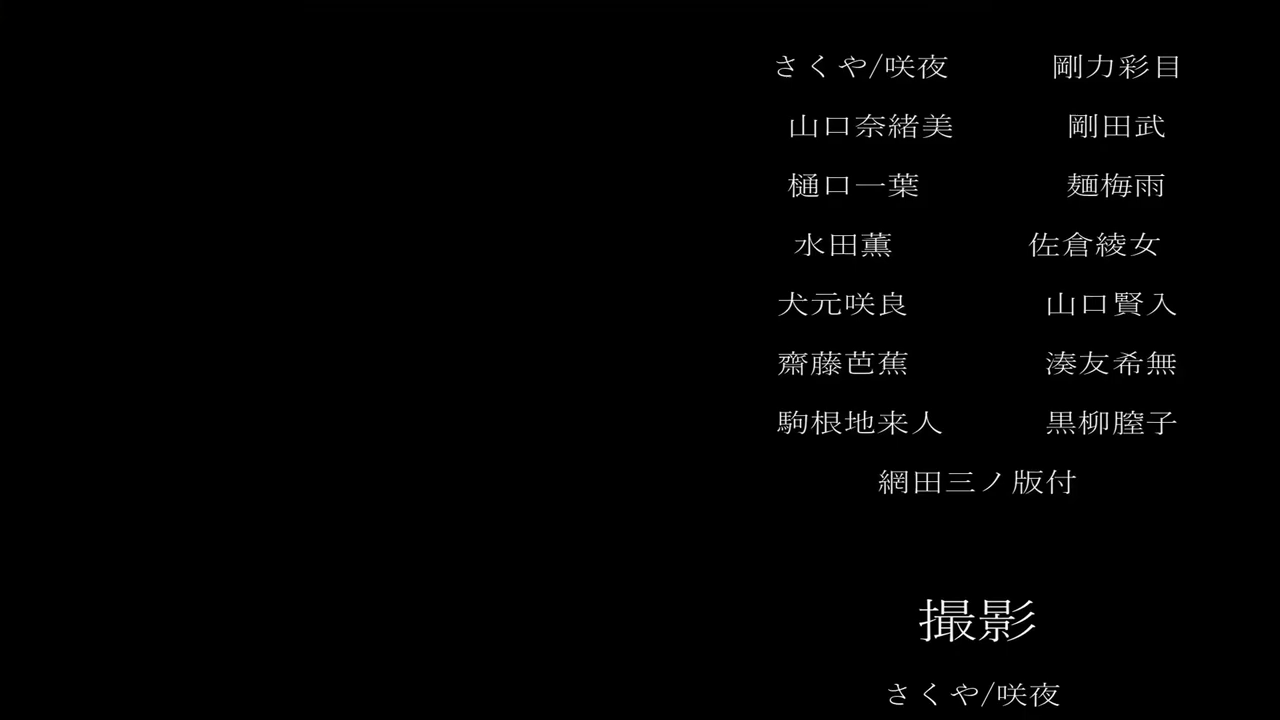 さくや/咲夜 剛力彩目
山口奈緒美 剛田武
樋口一葉 麺梅雨
水田薫 佐倉綾女
犬元咲良 山口賢入
齋藤芭蕉 湊友希無
駒根地来人 黒柳膣子
網田三ノ版付
撮影
さくや/咲夜